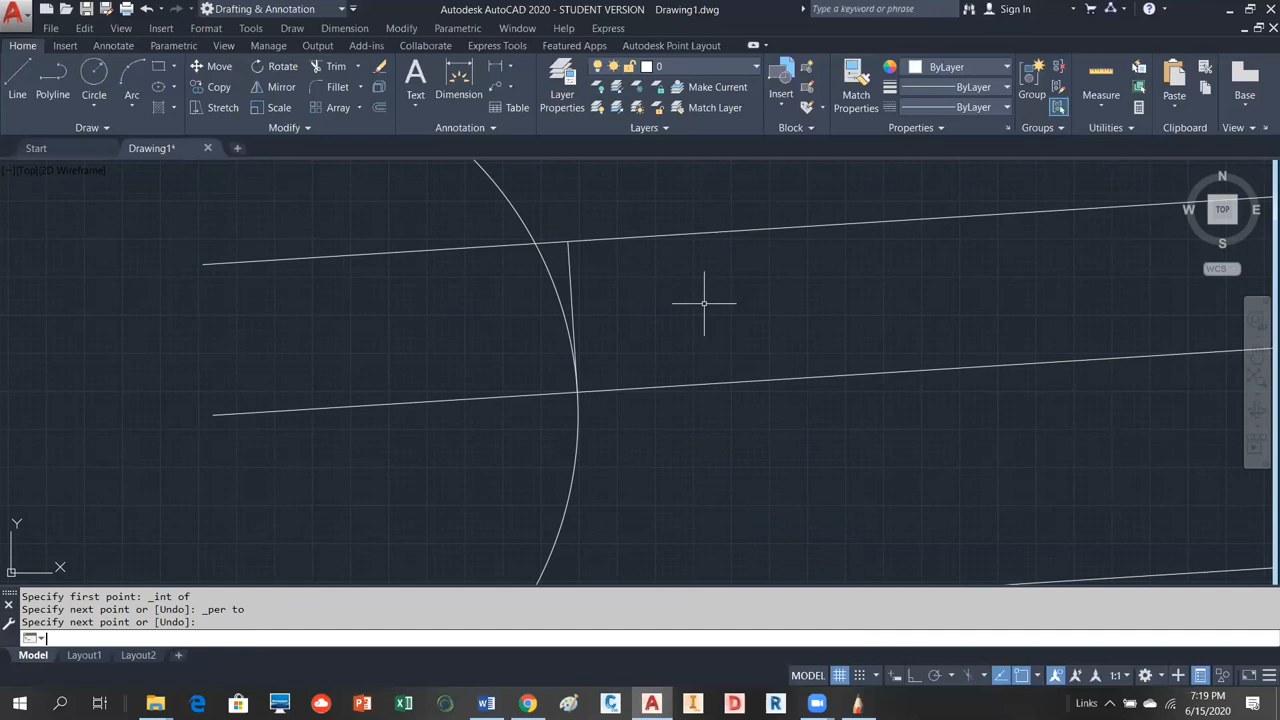 Drafting & Annotation
Autodesk AutoCAD 2020 - STUDENT VERSION Drawing1.dwg
Type a keyword or phrase
Sign In
File Edit View Insert Format Tools Draw Dimension Modify Parametric Window Help Express
Home Insert Annotate Parametric View Manage Output Add-ins Collaborate Express Tools Featured Apps Autodesk Point Layout
Line Polyline Circle Arc
Move Rotate Trim
Copy Mirror Fillet
Stretch Scale Array
Text Dimension Table
Layer Properties
0
Make Current
Match Layer
Insert
Match Properties
ByLayer
ByLayer
ByLayer
Group
Measure
Paste
Base
Draw Modify Annotation Layers Block Properties Groups Utilities Clipboard View
Start Drawing1*
[−][Top][2D Wireframe]
N
W TOP E
S
WCS
Y
X
Specify first point: _int of
Specify next point or [Undo]: _per to
Specify next point or [Undo]:
Model Layout1 Layout2
MODEL 1:1
7:19 PM
Links
6/15/2020